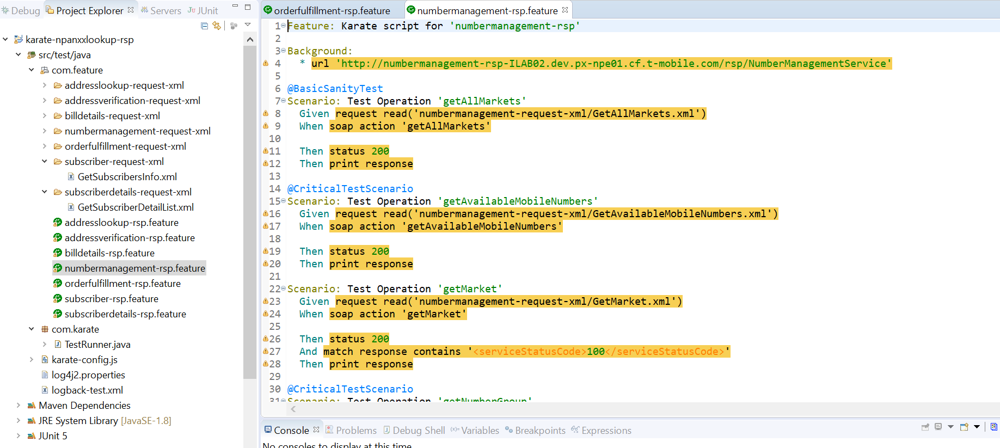 Debug Project Explorer Servers JUnit
karate-npanxxlookup-rsp
src/test/java
com.feature
addresslookup-request-xml
addressverification-request-xml
billdetails-request-xml
numbermanagement-request-xml
orderfulfillment-request-xml
subscriber-request-xml
GetSubscribersInfo.xml
subscriberdetails-request-xml
GetSubscriberDetailList.xml
addresslookup-rsp.feature
addressverification-rsp.feature
billdetails-rsp.feature
numbermanagement-rsp.feature
orderfulfillment-rsp.feature
subscriber-rsp.feature
subscriberdetails-rsp.feature
com.karate
TestRunner.java
karate-config.js
log4j2.properties
logback-test.xml
Maven Dependencies
JRE System Library [JavaSE-1.8]
JUnit 5
orderfulfillment-rsp.feature numbermanagement-rsp.feature
1 Feature: Karate script for 'numbermanagement-rsp'
2
3 Background:
4 * url 'http://numbermanagement-rsp-ILAB02.dev.px-npe01.cf.t-mobile.com/rsp/NumberManagementService'
5
6 @BasicSanityTest
7 Scenario: Test Operation 'getAllMarkets'
8 Given request read('numbermanagement-request-xml/GetAllMarkets.xml')
9 When soap action 'getAllMarkets'
10
11 Then status 200
12 Then print response
13
14 @CriticalTestScenario
15 Scenario: Test Operation 'getAvailableMobileNumbers'
16 Given request read('numbermanagement-request-xml/GetAvailableMobileNumbers.xml')
17 When soap action 'getAvailableMobileNumbers'
18
19 Then status 200
20 Then print response
21
22 Scenario: Test Operation 'getMarket'
23 Given request read('numbermanagement-request-xml/GetMarket.xml')
24 When soap action 'getMarket'
25
26 Then status 200
27 And match response contains '<serviceStatusCode>100</serviceStatusCode>'
28 Then print response
29
30 @CriticalTestScenario
31 Scenario: Test Operation 'getNumberGroup'
Console Problems Debug Shell Variables Breakpoints Expressions
No consoles to display at this time.